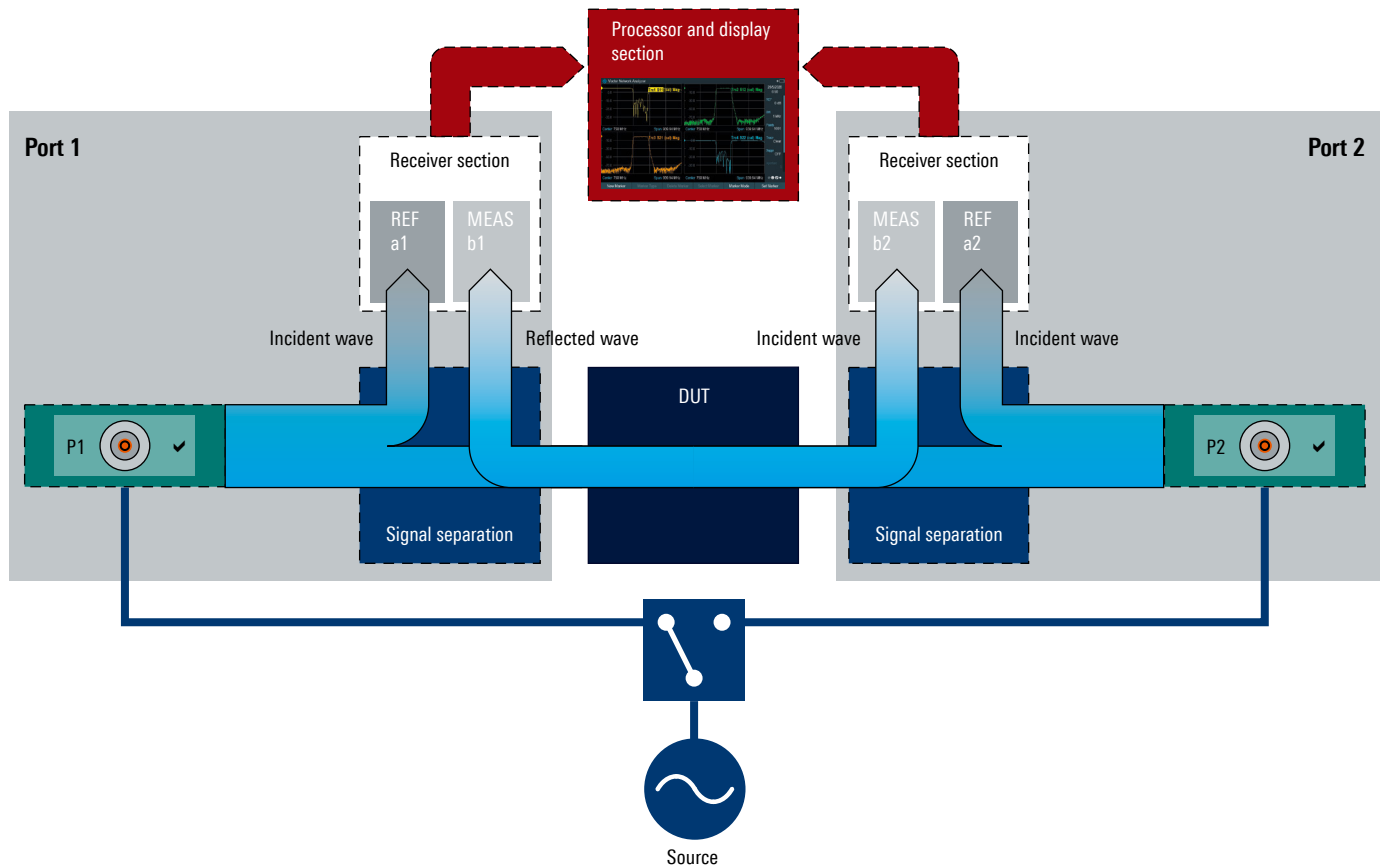 Processor and display
section
Port 1
Port 2
Receiver section
Receiver section
REF
a1
MEAS
b1
MEAS
b2
REF
a2
Incident wave
Reflected wave
Incident wave
Incident wave
DUT
P1
P2
Signal separation
Signal separation
Source